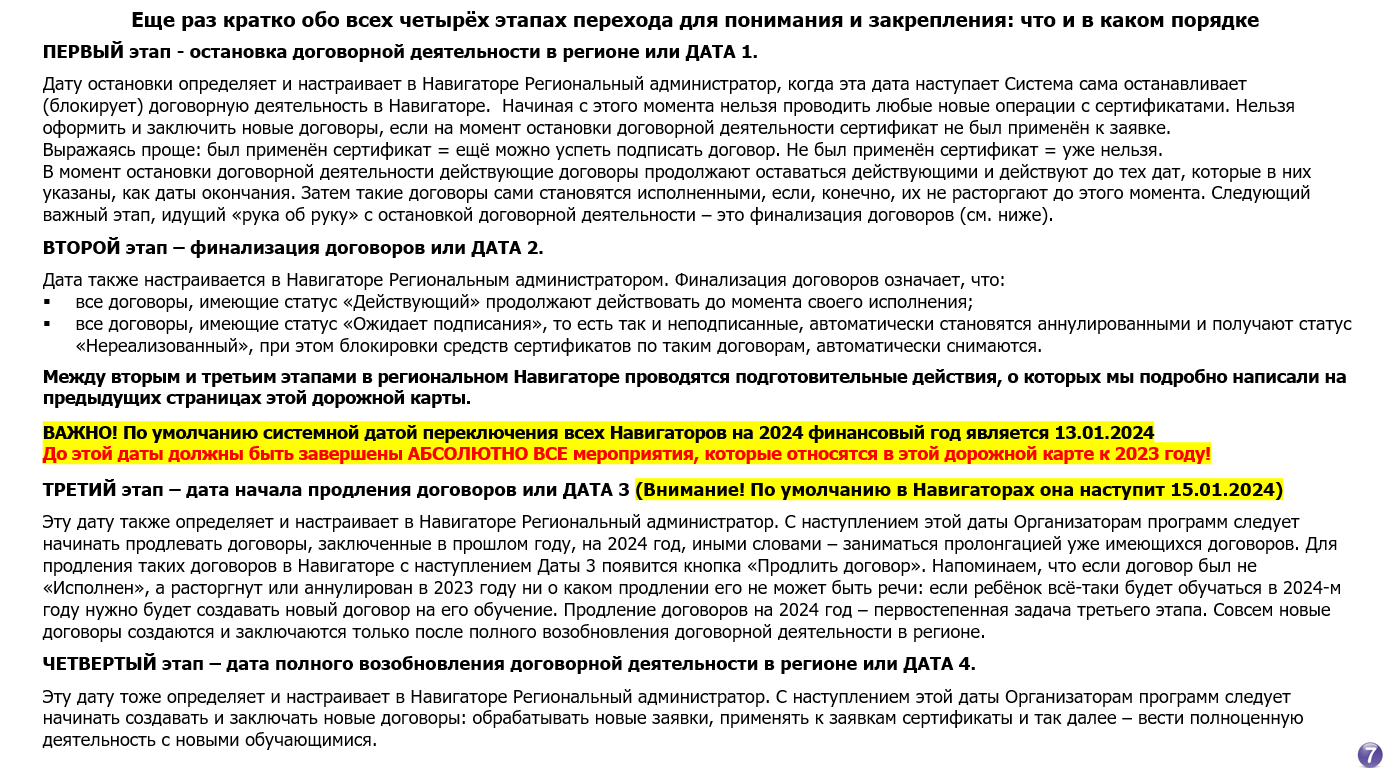 Еще раз кратко обо всех четырёх этапах перехода для понимания и закрепления: что и в каком порядке
ПЕРВЫЙ этап - остановка договорной деятельности в регионе или ДАТА 1.
Дату остановки определяет и настраивает в Навигаторе Региональный администратор, когда эта дата наступает Система сама останавливает
(блокирует) договорную деятельность в Навигаторе. Начиная с этого момента нельзя проводить любые новые операции с сертификатами. Нельзя
оформить и заключить новые договоры, если на момент остановки договорной деятельности сертификат не был применён к заявке.
Выражаясь проще: был применён сертификат = ещё можно успеть подписать договор. Не был применён сертификат = уже нельзя.
В момент остановки договорной деятельности действующие договоры продолжают оставаться действующими и действуют до тех дат, которые в них
указаны, как даты окончания. Затем такие договоры сами становятся исполненными, если, конечно, их не расторгают до этого момента. Следующий
важный этап, идущий «рука об руку» с остановкой договорной деятельности – это финализация договоров (см. ниже).
ВТОРОЙ этап – финализация договоров или ДАТА 2.
Дата также настраивается в Навигаторе Региональным администратором. Финализация договоров означает, что:
▪ все договоры, имеющие статус «Действующий» продолжают действовать до момента своего исполнения;
▪ все договоры, имеющие статус «Ожидает подписания», то есть так и неподписанные, автоматически становятся аннулированными и получают статус
«Нереализованный», при этом блокировки средств сертификатов по таким договорам, автоматически снимаются.
Между вторым и третьим этапами в региональном Навигаторе проводятся подготовительные действия, о которых мы подробно написали на
предыдущих страницах этой дорожной карты.
ВАЖНО! По умолчанию системной датой переключения всех Навигаторов на 2024 финансовый год является 13.01.2024
До этой даты должны быть завершены АБСОЛЮТНО ВСЕ мероприятия, которые относятся в этой дорожной карте к 2023 году!
ТРЕТИЙ этап – дата начала продления договоров или ДАТА 3 (Внимание! По умолчанию в Навигаторах она наступит 15.01.2024)
Эту дату также определяет и настраивает в Навигаторе Региональный администратор. С наступлением этой даты Организаторам программ следует
начинать продлевать договоры, заключенные в прошлом году, на 2024 год, иными словами – заниматься пролонгацией уже имеющихся договоров. Для
продления таких договоров в Навигаторе с наступлением Даты 3 появится кнопка «Продлить договор». Напоминаем, что если договор был не
«Исполнен», а расторгнут или аннулирован в 2023 году ни о каком продлении его не может быть речи: если ребёнок всё-таки будет обучаться в 2024-м
году нужно будет создавать новый договор на его обучение. Продление договоров на 2024 год – первостепенная задача третьего этапа. Совсем новые
договоры создаются и заключаются только после полного возобновления договорной деятельности в регионе.
ЧЕТВЕРТЫЙ этап – дата полного возобновления договорной деятельности в регионе или ДАТА 4.
Эту дату тоже определяет и настраивает в Навигаторе Региональный администратор. С наступлением этой даты Организаторам программ следует
начинать создавать и заключать новые договоры: обрабатывать новые заявки, применять к заявкам сертификаты и так далее – вести полноценную
деятельность с новыми обучающимися.
7